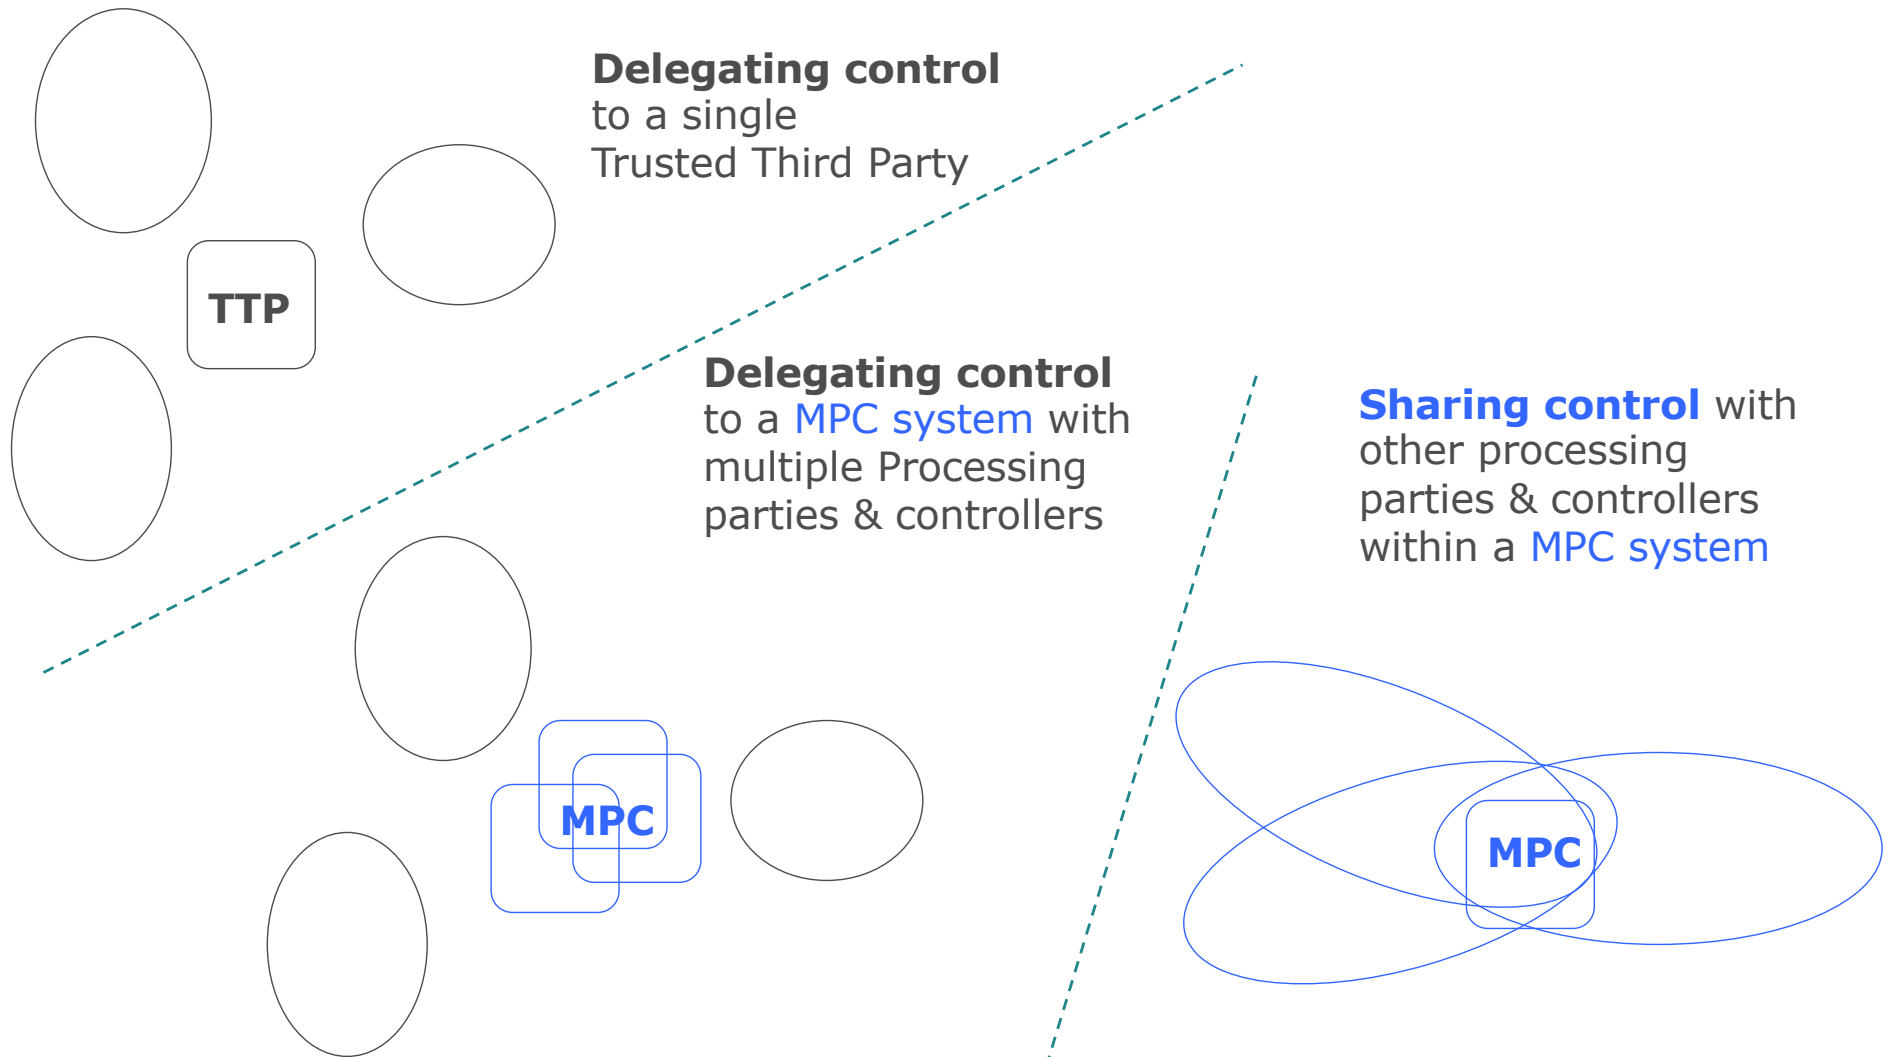 Delegating control
to a single
Trusted Third Party
TTP
Delegating control
to a MPC system with
multiple Processing
parties & controllers
MPC
Sharing control with
other processing
parties & controllers
within a MPC system
MPC